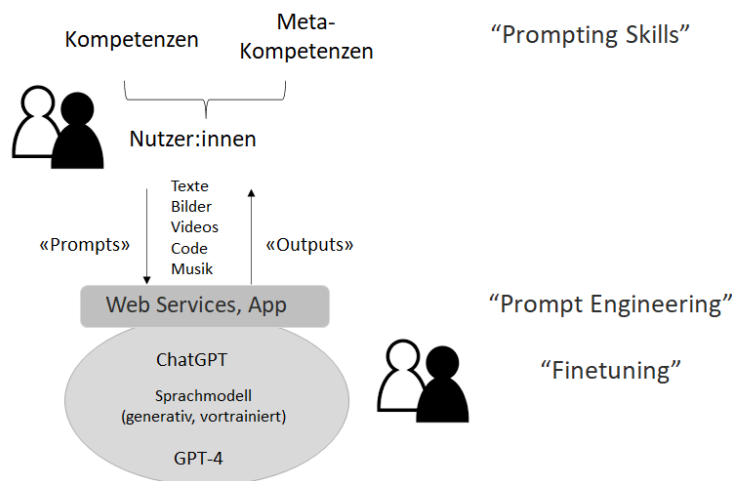 Kompetenzen
Meta-
Kompetenzen
“Prompting Skills”
Nutzer:innen
Texte
Bilder
Videos
Code
Musik
«Prompts»
«Outputs»
Web Services, App
“Prompt Engineering”
ChatGPT
“Finetuning”
Sprachmodell
(generativ, vortrainiert)
GPT-4